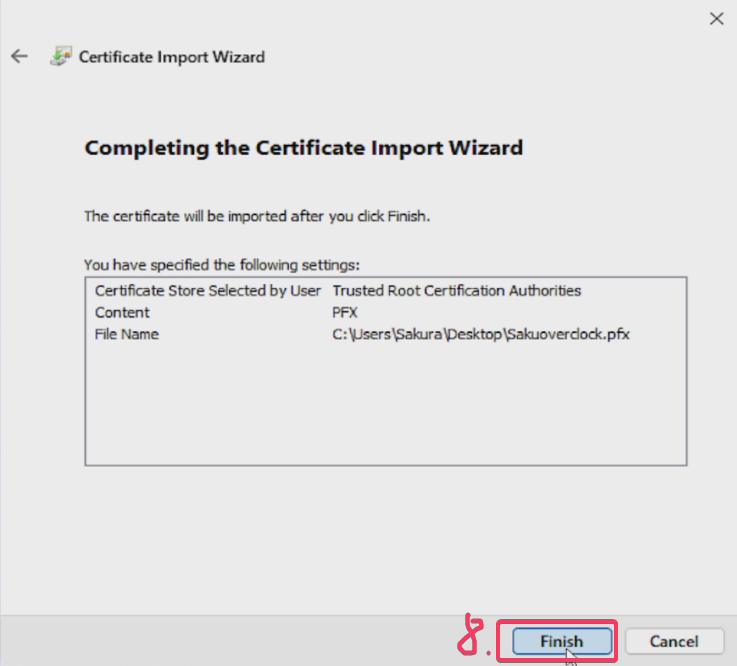 Certificate Import Wizard
Completing the Certificate Import Wizard
The certificate will be imported after you click Finish.
You have specified the following settings:
Certificate Store Selected by User Trusted Root Certification Authorities
Content PFX
File Name C:\Users\Sakura\Desktop\Sakuoverclock.pfx
8. Finish Cancel